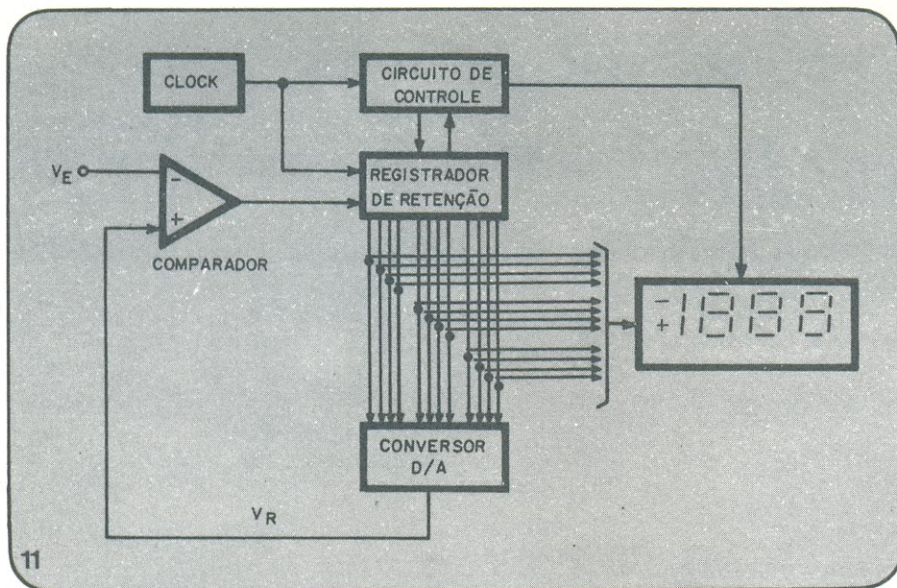 CLOCK
CIRCUITO DE
CONTROLE
VE
-
+
REGISTRADOR
DE RETENÇÃO
COMPARADOR
-
+
1888
CONVERSOR
D/A
VR
11